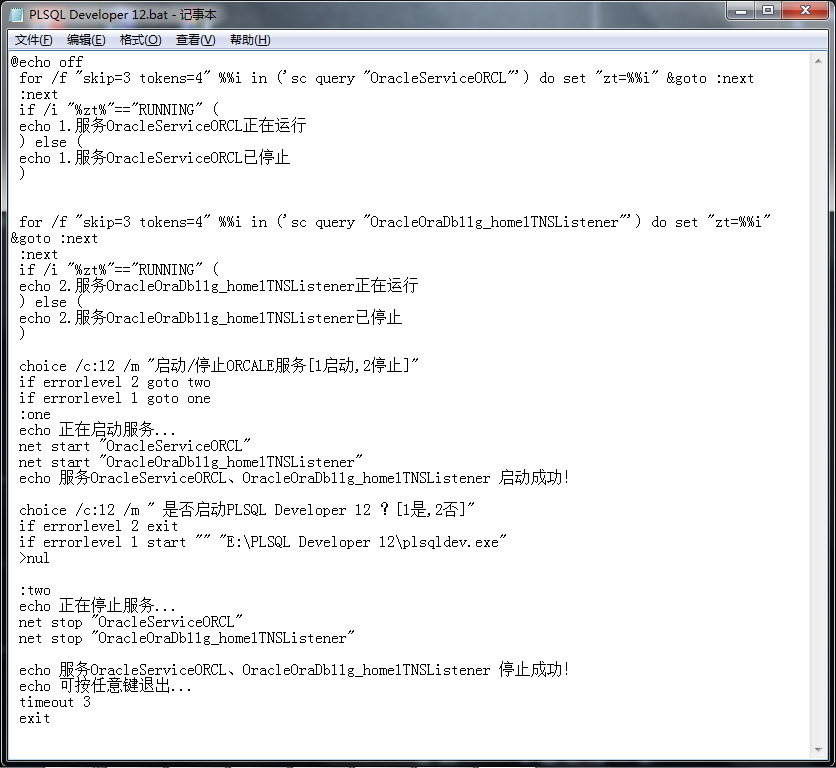 PLSQL Developer 12.bat - 记事本
文件(F) 编辑(E) 格式(O) 查看(V) 帮助(H)
@echo off
for /f "skip=3 tokens=4" %%i in ('sc query "OracleServiceORCL"') do set "zt=%%i" &goto :next
:next
if /i "%zt%"=="RUNNING" (
echo 1.服务OracleServiceORCL正在运行
) else (
echo 1.服务OracleServiceORCL已停止
)
for /f "skip=3 tokens=4" %%i in ('sc query "OracleOraDb11g_home1TNSListener"') do set "zt=%%i"
&goto :next
:next
if /i "%zt%"=="RUNNING" (
echo 2.服务OracleOraDb11g_home1TNSListener正在运行
) else (
echo 2.服务OracleOraDb11g_home1TNSListener已停止
)
choice /c:12 /m "启动/停止ORCALE服务[1启动,2停止]"
if errorlevel 2 goto two
if errorlevel 1 goto one
:one
echo 正在启动服务...
net start "OracleServiceORCL"
net start "OracleOraDb11g_home1TNSListener"
echo 服务OracleServiceORCL、OracleOraDb11g_home1TNSListener 启动成功!
choice /c:12 /m " 是否启动PLSQL Developer 12 ？[1是,2否]"
if errorlevel 2 exit
if errorlevel 1 start "" "E:\PLSQL Developer 12\plsqldev.exe"
>nul
:two
echo 正在停止服务...
net stop "OracleServiceORCL"
net stop "OracleOraDb11g_home1TNSListener"
echo 服务OracleServiceORCL、OracleOraDb11g_home1TNSListener 停止成功!
echo 可按任意键退出...
timeout 3
exit